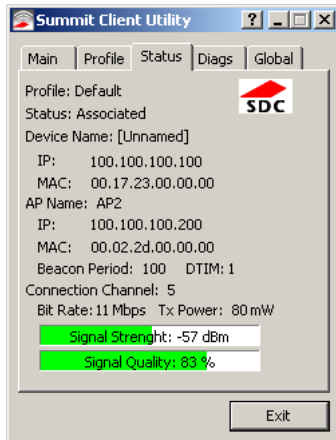 Summit Client Utility
Main Profile Status Diags Global
Profile: Default
SDC
Status: Associated
Device Name: [Unnamed]
IP: 100.100.100.100
MAC: 00.17.23.00.00.00
AP Name: AP2
IP: 100.100.100.200
MAC: 00.02.2d.00.00.00
Beacon Period: 100 DTIM: 1
Connection Channel: 5
Bit Rate: 11 Mbps Tx Power: 80 mW
Signal Strenght: -57 dBm
Signal Quality: 83 %
Exit